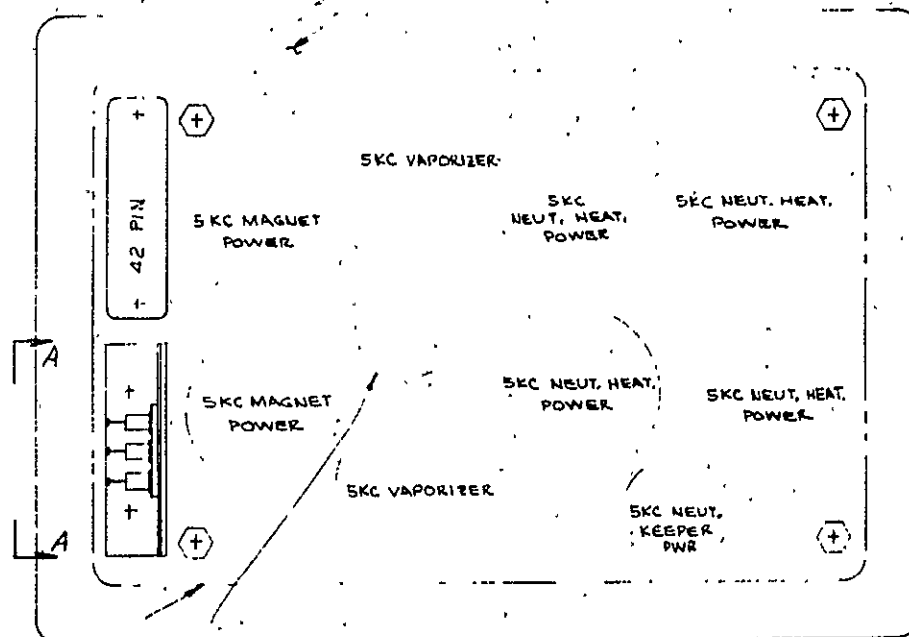 5KC VAPORIZER
5KC MAGNET
POWER
5KC
NEUT. HEAT.
POWER
5KC NEUT. HEAT.
POWER
42 PIN
A
5KC MAGNET
POWER
5KC NEUT. HEAT.
POWER
5KC NEUT. HEAT.
POWER
5KC VAPORIZER
5KC NEUT.
KEEPER
PWR
A